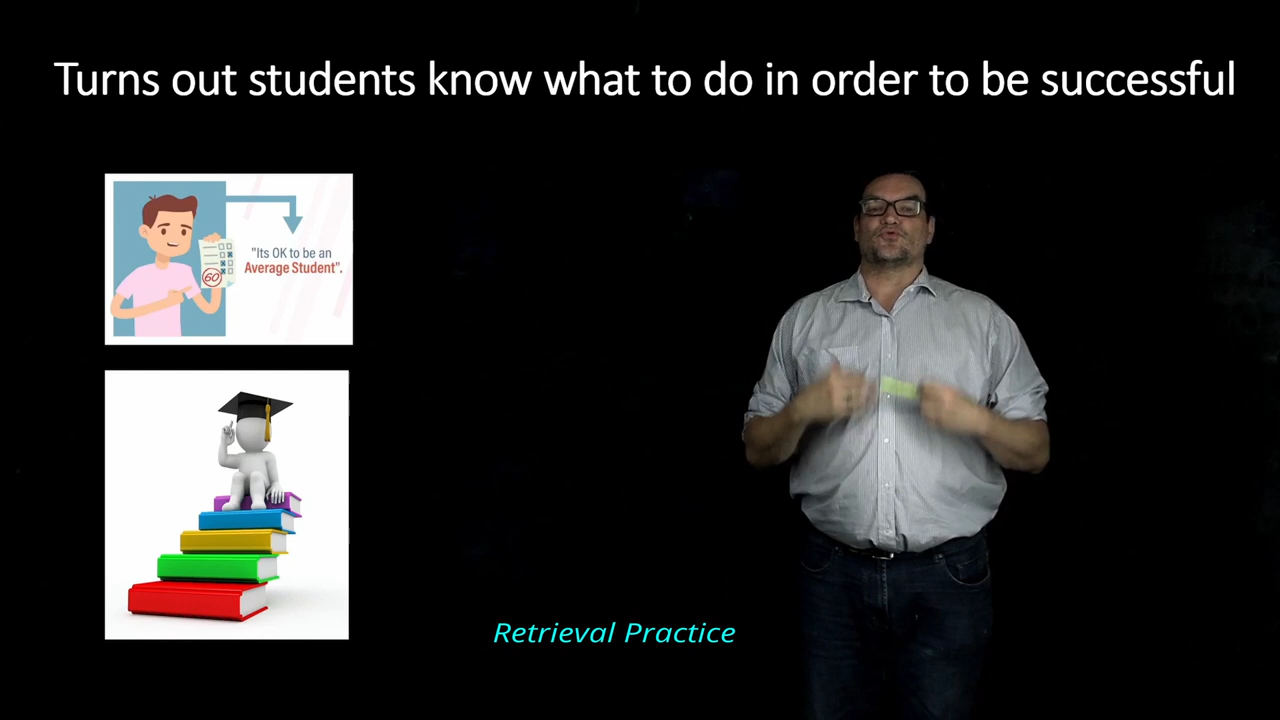 Turns out students know what to do in order to be successful
"Its OK to be an
Average Student".
60
Retrieval Practice